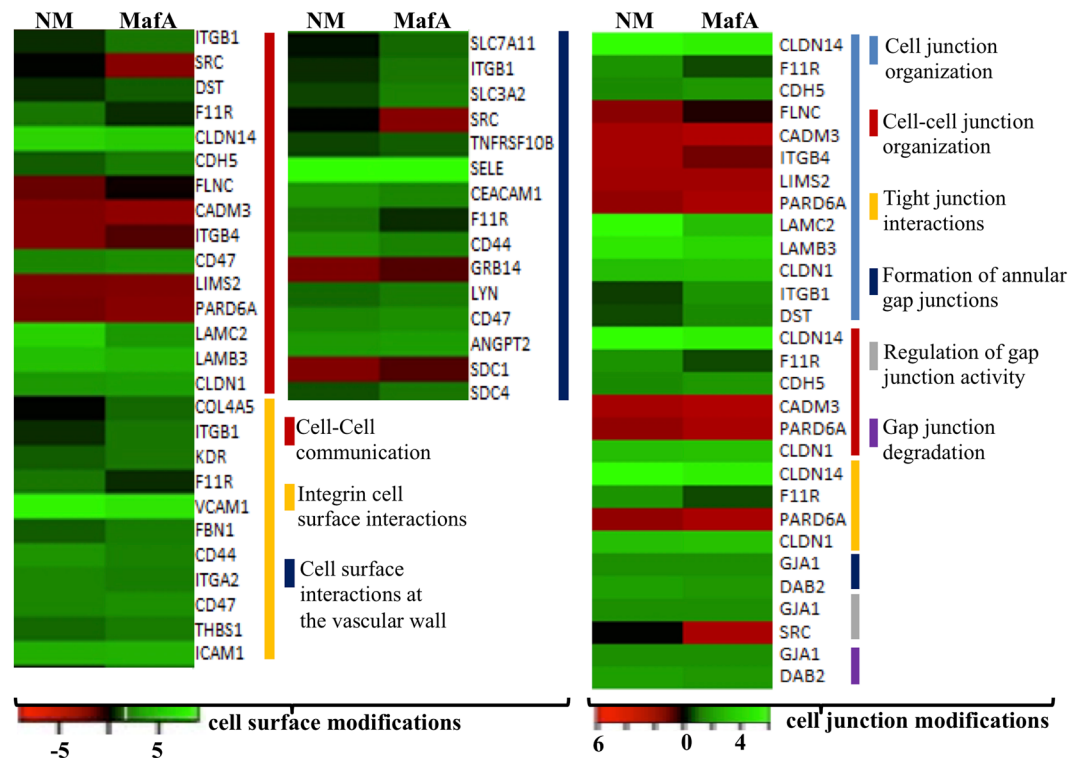 NM MafA
ITGB1
SRC
DST
F11R
CLDN14
CDH5
FLNC
CADM3
ITGB4
CD47
LIMS2
PARD6A
LAMC2
LAMB3
CLDN1
COL4A5
ITGB1
KDR
F11R
VCAM1
FBN1
CD44
ITGA2
CD47
THBS1
ICAM1
NM MafA
SLC7A11
ITGB1
SLC3A2
SRC
TNFRSF10B
SELE
CEACAM1
F11R
CD44
GRB14
LYN
CD47
ANGPT2
SDC1
SDC4
Cell-Cell
communication
Integrin cell
surface interactions
Cell surface
interactions at
the vascular wall
cell surface modifications
-5 5
NM MafA
CLDN14
F11R
CDH5
FLNC
CADM3
ITGB4
LIMS2
PARD6A
LAMC2
LAMB3
CLDN1
ITGB1
DST
CLDN14
F11R
CDH5
CADM3
PARD6A
CLDN1
CLDN14
F11R
PARD6A
CLDN1
GJA1
DAB2
GJA1
SRC
GJA1
DAB2
Cell junction
organization
Cell-cell junction
organization
Tight junction
interactions
Formation of annular
gap junctions
Regulation of gap
junction activity
Gap junction
degradation
cell junction modifications
6 0 4